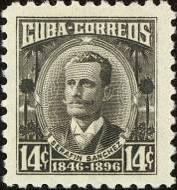 CUBA-CORREOS
SERAFIN SANCHEZ
1846-1896
14¢ 14¢